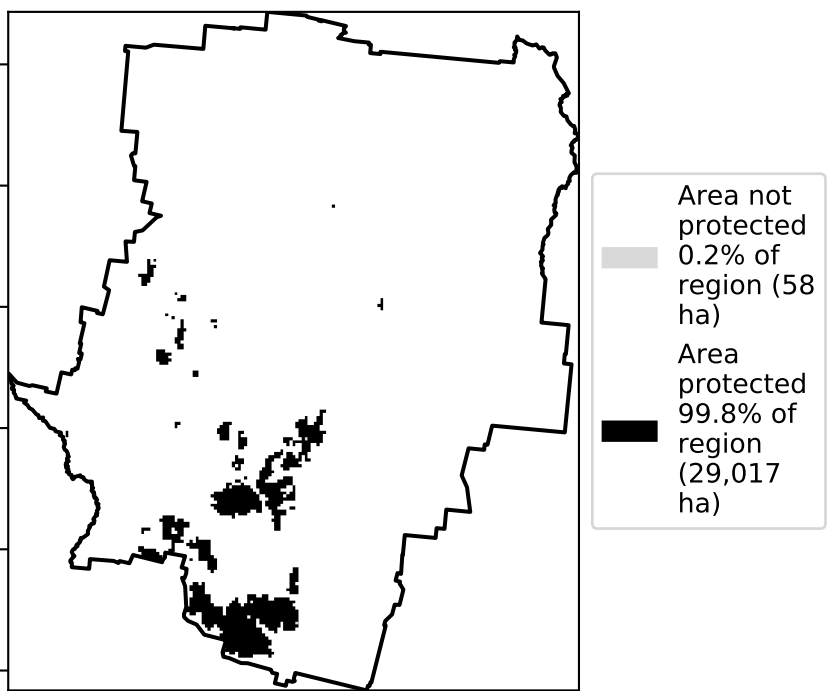 Area not
protected
0.2% of
region (58
ha)
Area
protected
99.8% of
region
(29,017
ha)